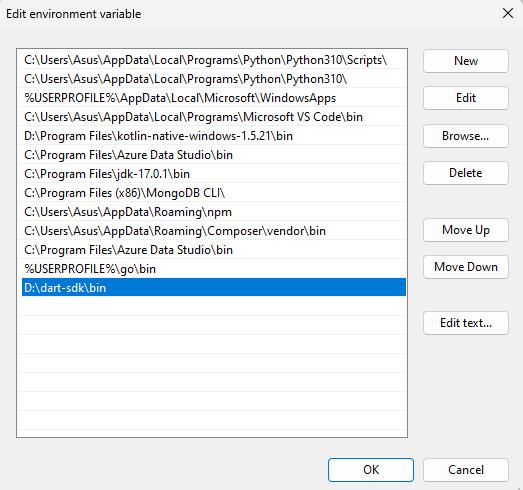 Edit environment variable
C:\Users\Asus\AppData\Local\Programs\Python\Python310\Scripts\
C:\Users\Asus\AppData\Local\Programs\Python\Python310\
%USERPROFILE%\AppData\Local\Microsoft\WindowsApps
C:\Users\Asus\AppData\Local\Programs\Microsoft VS Code\bin
D:\Program Files\kotlin-native-windows-1.5.21\bin
C:\Program Files\Azure Data Studio\bin
C:\Program Files\jdk-17.0.1\bin
C:\Program Files (x86)\MongoDB CLI\
C:\Users\Asus\AppData\Roaming\npm
C:\Users\Asus\AppData\Roaming\Composer\vendor\bin
C:\Program Files\Azure Data Studio\bin
%USERPROFILE%\go\bin
D:\dart-sdk\bin
New
Edit
Browse...
Delete
Move Up
Move Down
Edit text...
OK
Cancel